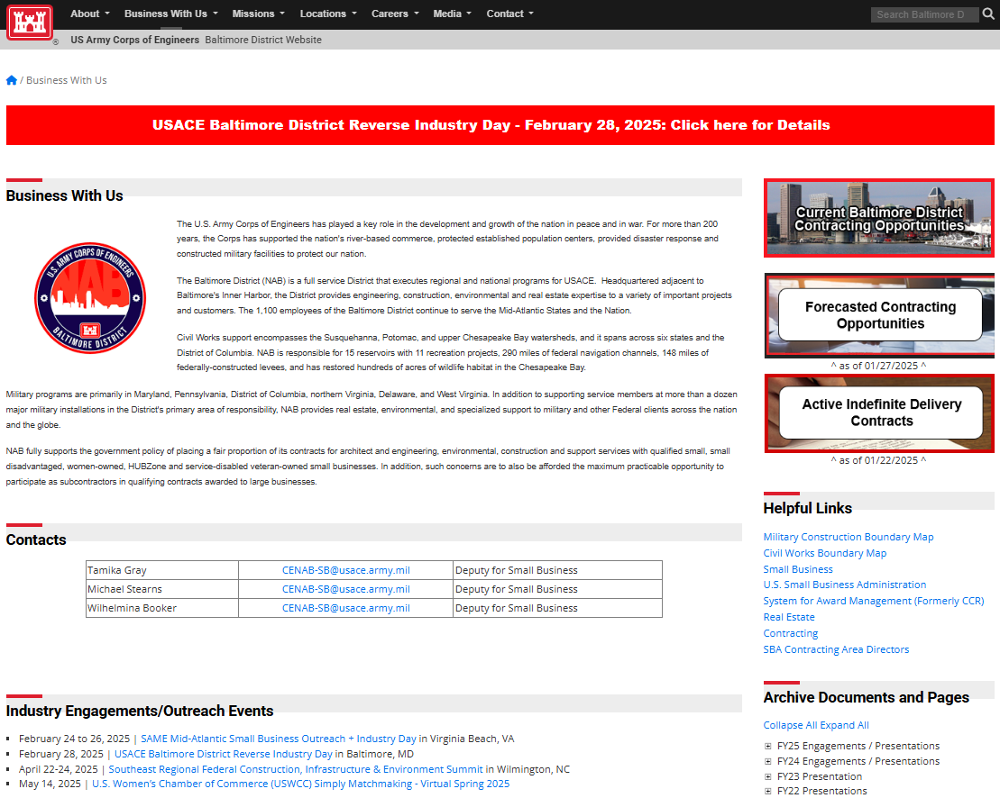 About
Business With Us
Missions
Locations
Careers
Media
Contact
Search Baltimore D
®
US Army Corps of Engineers Baltimore District Website
/ Business With Us
USACE Baltimore District Reverse Industry Day - February 28, 2025: Click here for Details
Business With Us
U.S. ARMY CORPS OF ENGINEERS
NAB
BALTIMORE DISTRICT
The U.S. Army Corps of Engineers has played a key role in the development and growth of the nation in peace and in war. For more than 200
years, the Corps has supported the nation's river-based commerce, protected established population centers, provided disaster response and
constructed military facilities to protect our nation.
The Baltimore District (NAB) is a full service District that executes regional and national programs for USACE. Headquartered adjacent to
Baltimore's Inner Harbor, the District provides engineering, construction, environmental and real estate expertise to a variety of important projects
and customers. The 1,100 employees of the Baltimore District continue to serve the Mid-Atlantic States and the Nation.
Civil Works support encompasses the Susquehanna, Potomac, and upper Chesapeake Bay watersheds, and it spans across six states and the
District of Columbia. NAB is responsible for 15 reservoirs with 11 recreation projects, 290 miles of federal navigation channels, 148 miles of
federally-constructed levees, and has restored hundreds of acres of wildlife habitat in the Chesapeake Bay.
Military programs are primarily in Maryland, Pennsylvania, District of Columbia, northern Virginia, Delaware, and West Virginia. In addition to supporting service members at more than a dozen
major military installations in the District's primary area of responsibility, NAB provides real estate, environmental, and specialized support to military and other Federal clients across the nation
and the globe.
NAB fully supports the government policy of placing a fair proportion of its contracts for architect and engineering, environmental, construction and support services with qualified small, small
disadvantaged, women-owned, HUBZone and service-disabled veteran-owned small businesses. In addition, such concerns are to also be afforded the maximum practicable opportunity to
participate as subcontractors in qualifying contracts awarded to large businesses.
Contacts
Tamika Gray CENAB-SB@usace.army.mil Deputy for Small Business
Michael Stearns CENAB-SB@usace.army.mil Deputy for Small Business
Wilhelmina Booker CENAB-SB@usace.army.mil Deputy for Small Business
Industry Engagements/Outreach Events
February 24 to 26, 2025 | SAME Mid-Atlantic Small Business Outreach + Industry Day in Virginia Beach, VA
February 28, 2025 | USACE Baltimore District Reverse Industry Day in Baltimore, MD
April 22-24, 2025 | Southeast Regional Federal Construction, Infrastructure & Environment Summit in Wilmington, NC
May 14, 2025 | U.S. Women's Chamber of Commerce (USWCC) Simply Matchmaking - Virtual Spring 2025
Current Baltimore District
Contracting Opportunities
Forecasted Contracting
Opportunities
^ as of 01/27/2025 ^
Active Indefinite Delivery
Contracts
^ as of 01/22/2025 ^
Helpful Links
Military Construction Boundary Map
Civil Works Boundary Map
Small Business
U.S. Small Business Administration
System for Award Management (Formerly CCR)
Real Estate
Contracting
SBA Contracting Area Directors
Archive Documents and Pages
Collapse All Expand All
FY25 Engagements / Presentations
FY24 Engagements / Presentations
FY23 Presentation
FY22 Presentations